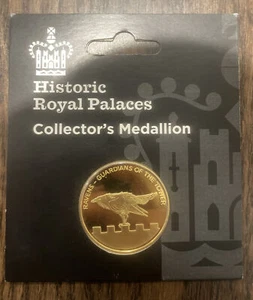 Historic
Royal Palaces
Collector's Medallion
RAVENS - GUARDIANS OF THE TOWER